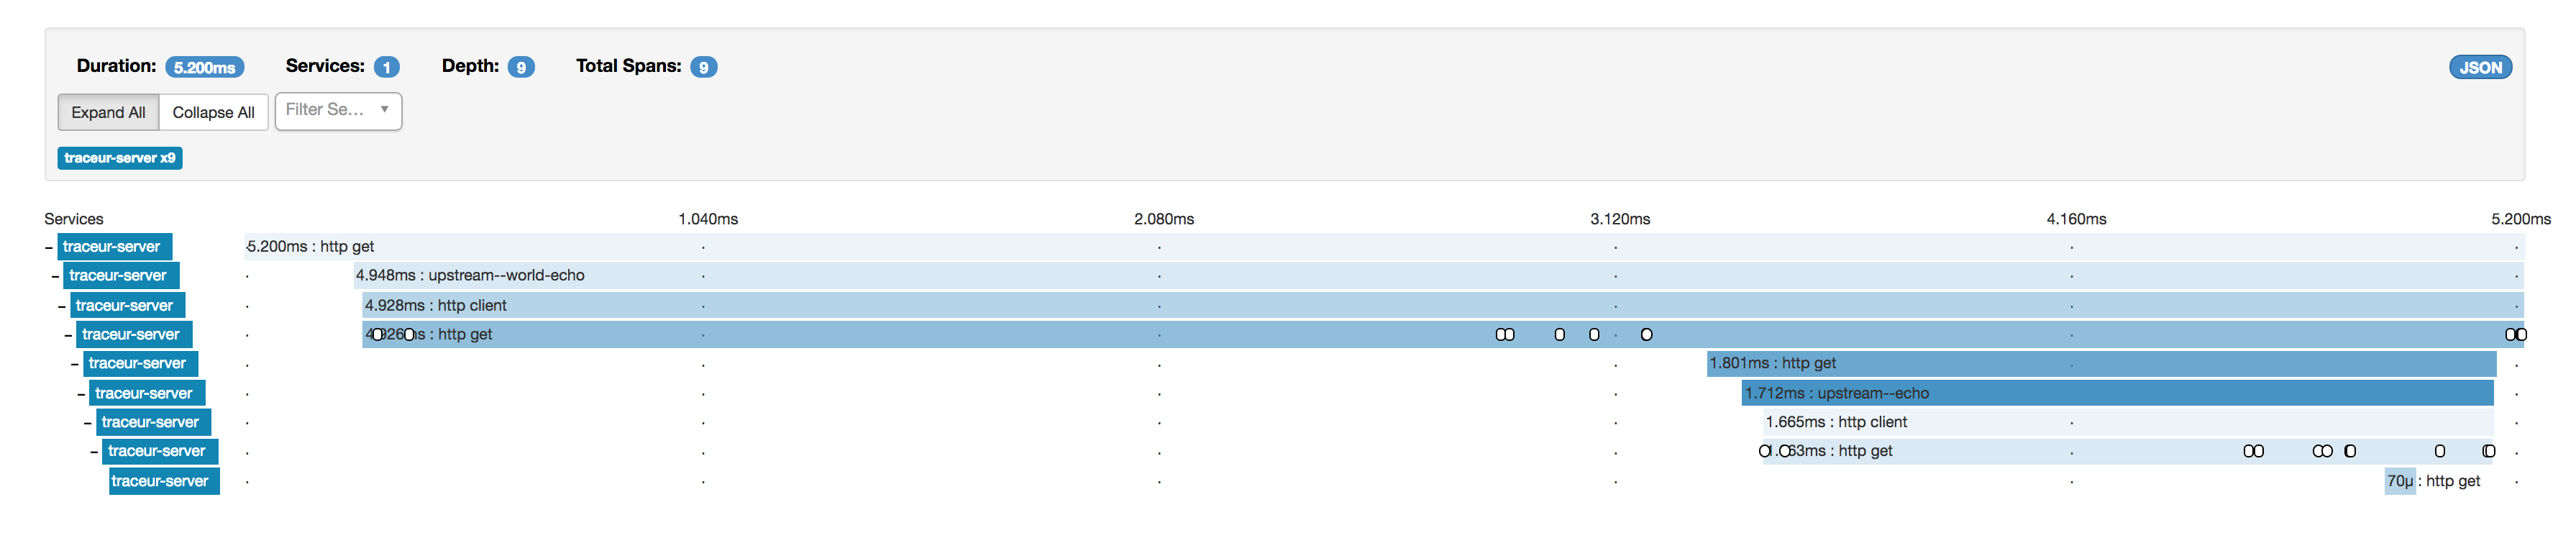 Duration: 5.200ms Services: 1 Depth: 9 Total Spans: 9 JSON
Expand All Collapse All Filter Se...
traceur-server x9
Services 1.040ms 2.080ms 3.120ms 4.160ms 5.200ms
traceur-server 5.200ms : http get
traceur-server 4.948ms : upstream--world-echo
traceur-server 4.928ms : http client
traceur-server 4.926ms : http get
traceur-server 1.801ms : http get
traceur-server 1.712ms : upstream--echo
traceur-server 1.665ms : http client
traceur-server : http get
traceur-server 70μ : http get